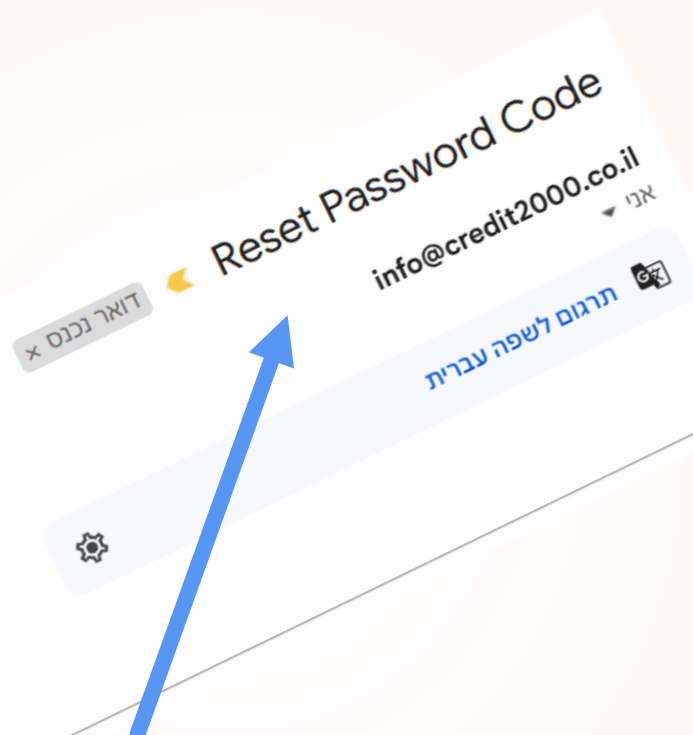 Reset Password Code
דואר נכנס ×
info@credit2000.co.il
אני
תרגום לשפה עברית